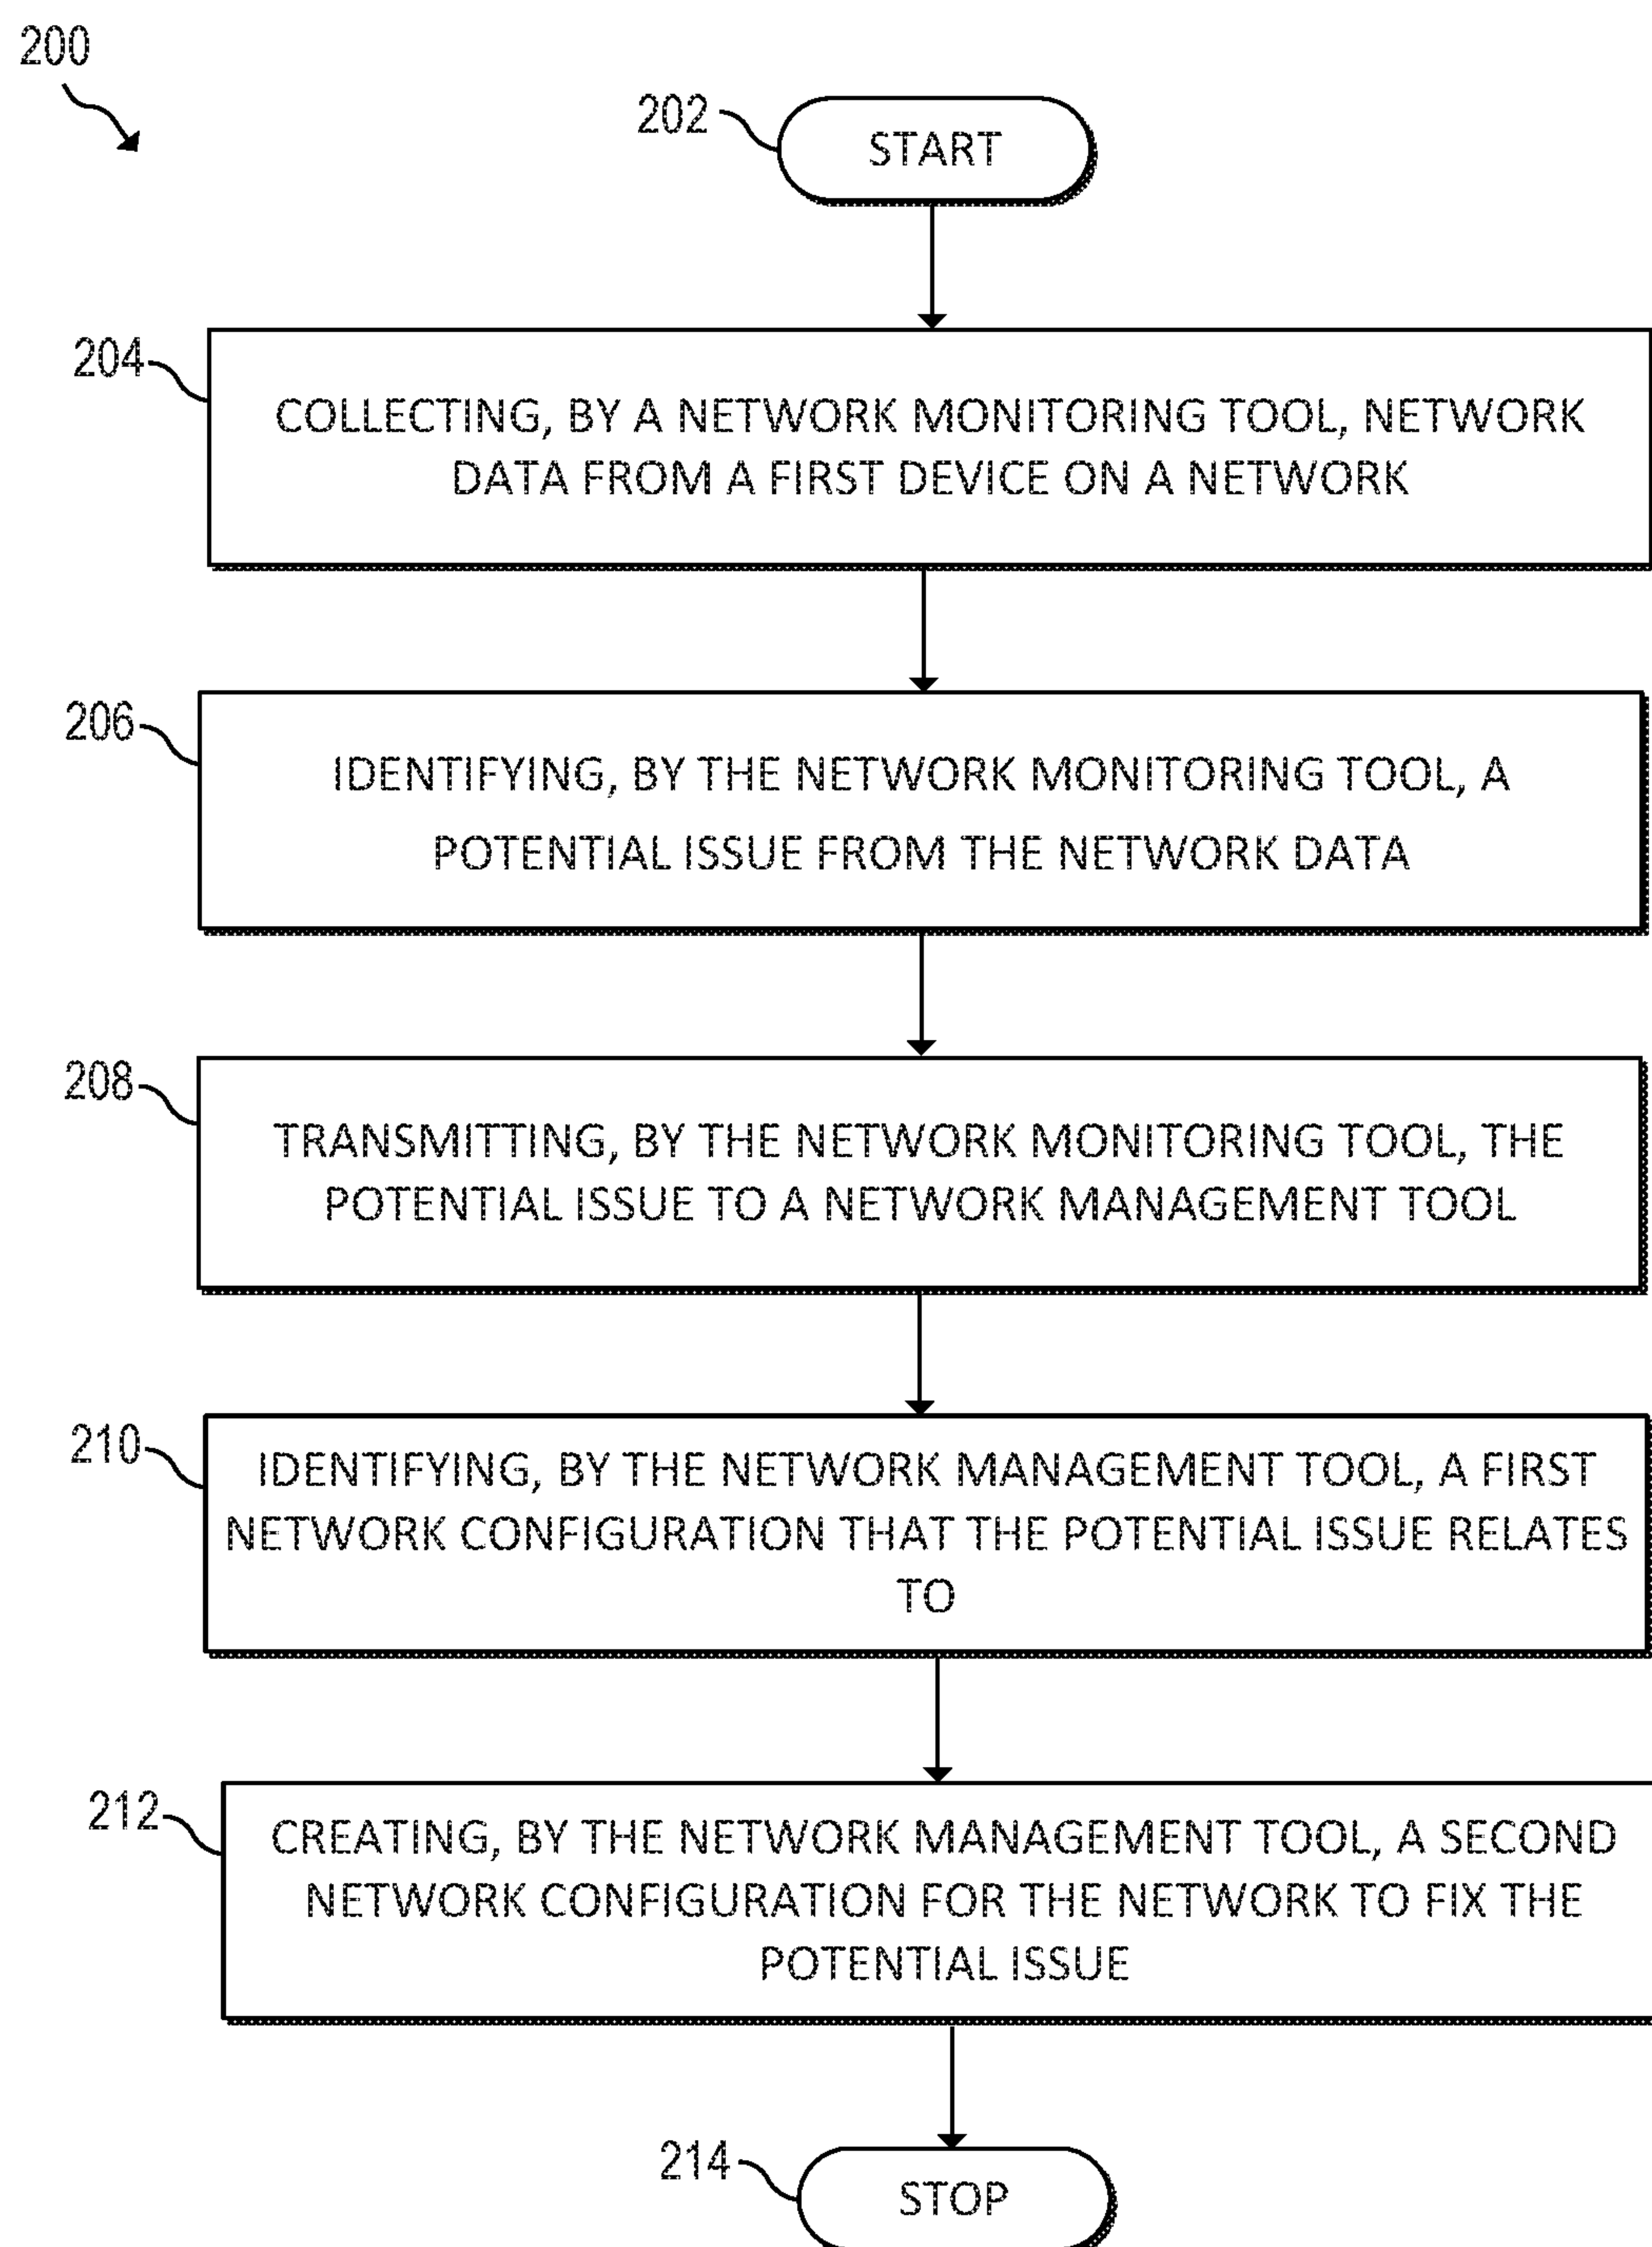 200
202
START
204
COLLECTING, BY A NETWORK MONITORING TOOL, NETWORK
DATA FROM A FIRST DEVICE ON A NETWORK
206
IDENTIFYING, BY THE NETWORK MONITORING TOOL, A
POTENTIAL ISSUE FROM THE NETWORK DATA
208
TRANSMITTING, BY THE NETWORK MONITORING TOOL, THE
POTENTIAL ISSUE TO A NETWORK MANAGEMENT TOOL
210
IDENTIFYING, BY THE NETWORK MANAGEMENT TOOL, A FIRST
NETWORK CONFIGURATION THAT THE POTENTIAL ISSUE RELATES
TO
212
CREATING, BY THE NETWORK MANAGEMENT TOOL, A SECOND
NETWORK CONFIGURATION FOR THE NETWORK TO FIX THE
POTENTIAL ISSUE
214
STOP